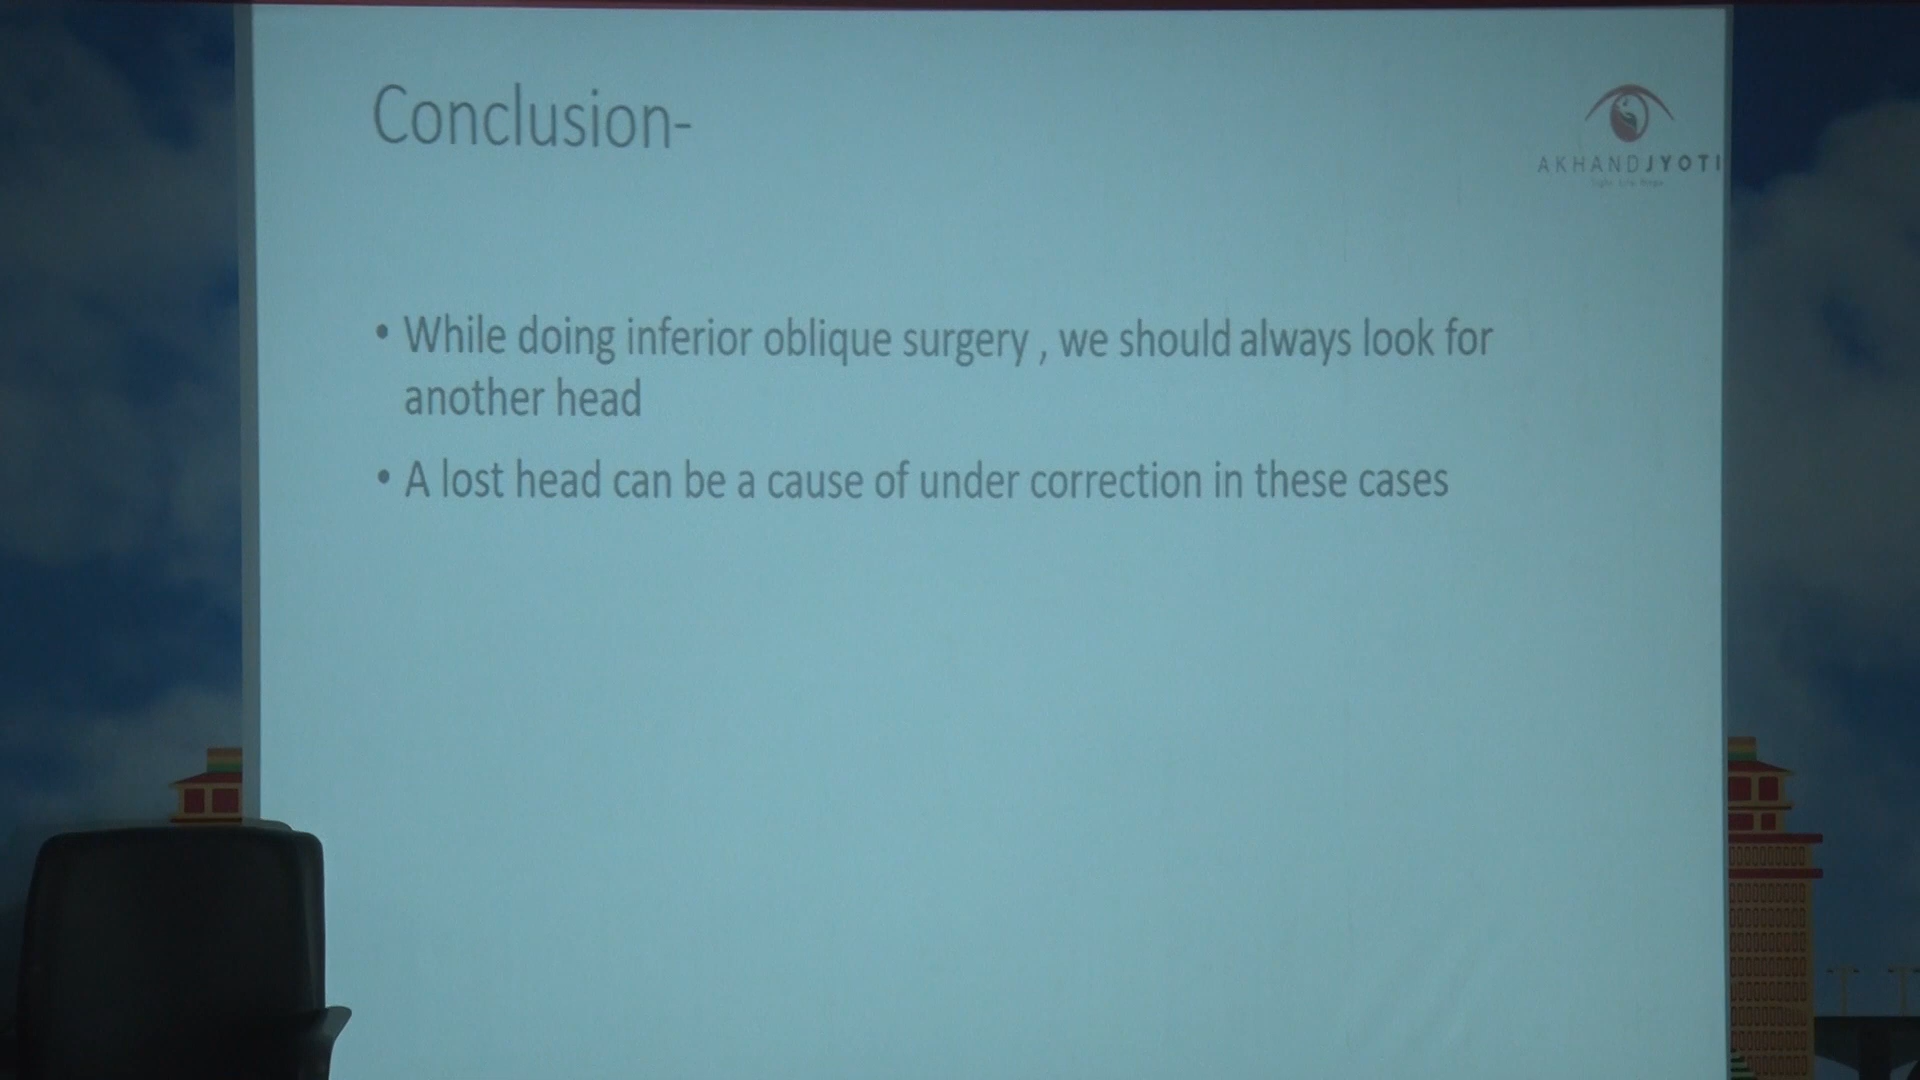 Conclusion-
AKHANDJYOTI
• While doing inferior oblique surgery , we should always look for
another head
• A lost head can be a cause of under correction in these cases